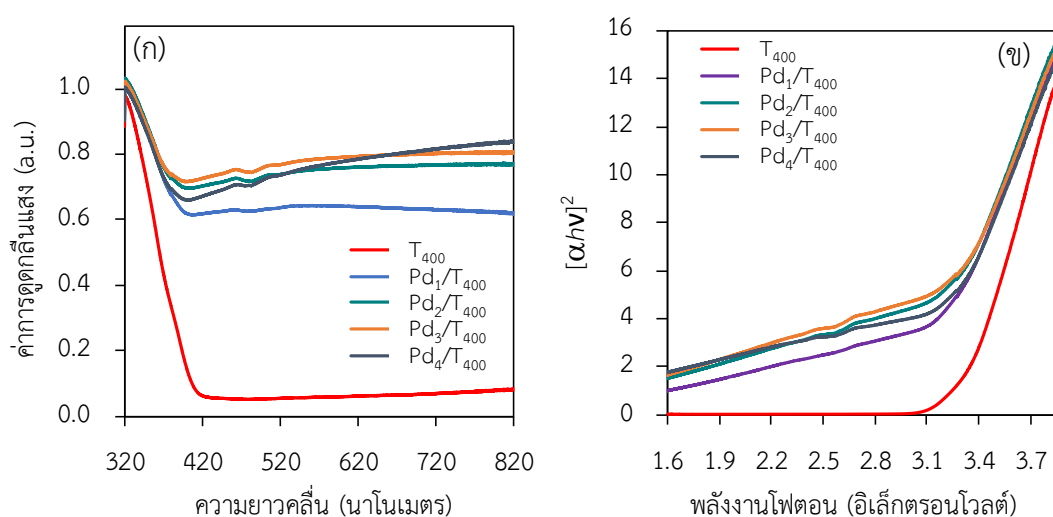 (ก)
ค่าการดูดกลืนแสง (a.u.)
1.0
0.8
0.6
0.4
0.2
0.0
T400
Pd1/T400
Pd2/T400
Pd3/T400
Pd4/T400
320 420 520 620 720 820
ความยาวคลื่น (นาโนเมตร)
(ข)
[αhν]2
16
14
12
10
8
6
4
2
0
T400
Pd1/T400
Pd2/T400
Pd3/T400
Pd4/T400
1.6 1.9 2.2 2.5 2.8 3.1 3.4 3.7
พลังงานโฟตอน (อิเล็กตรอนโวลต์)